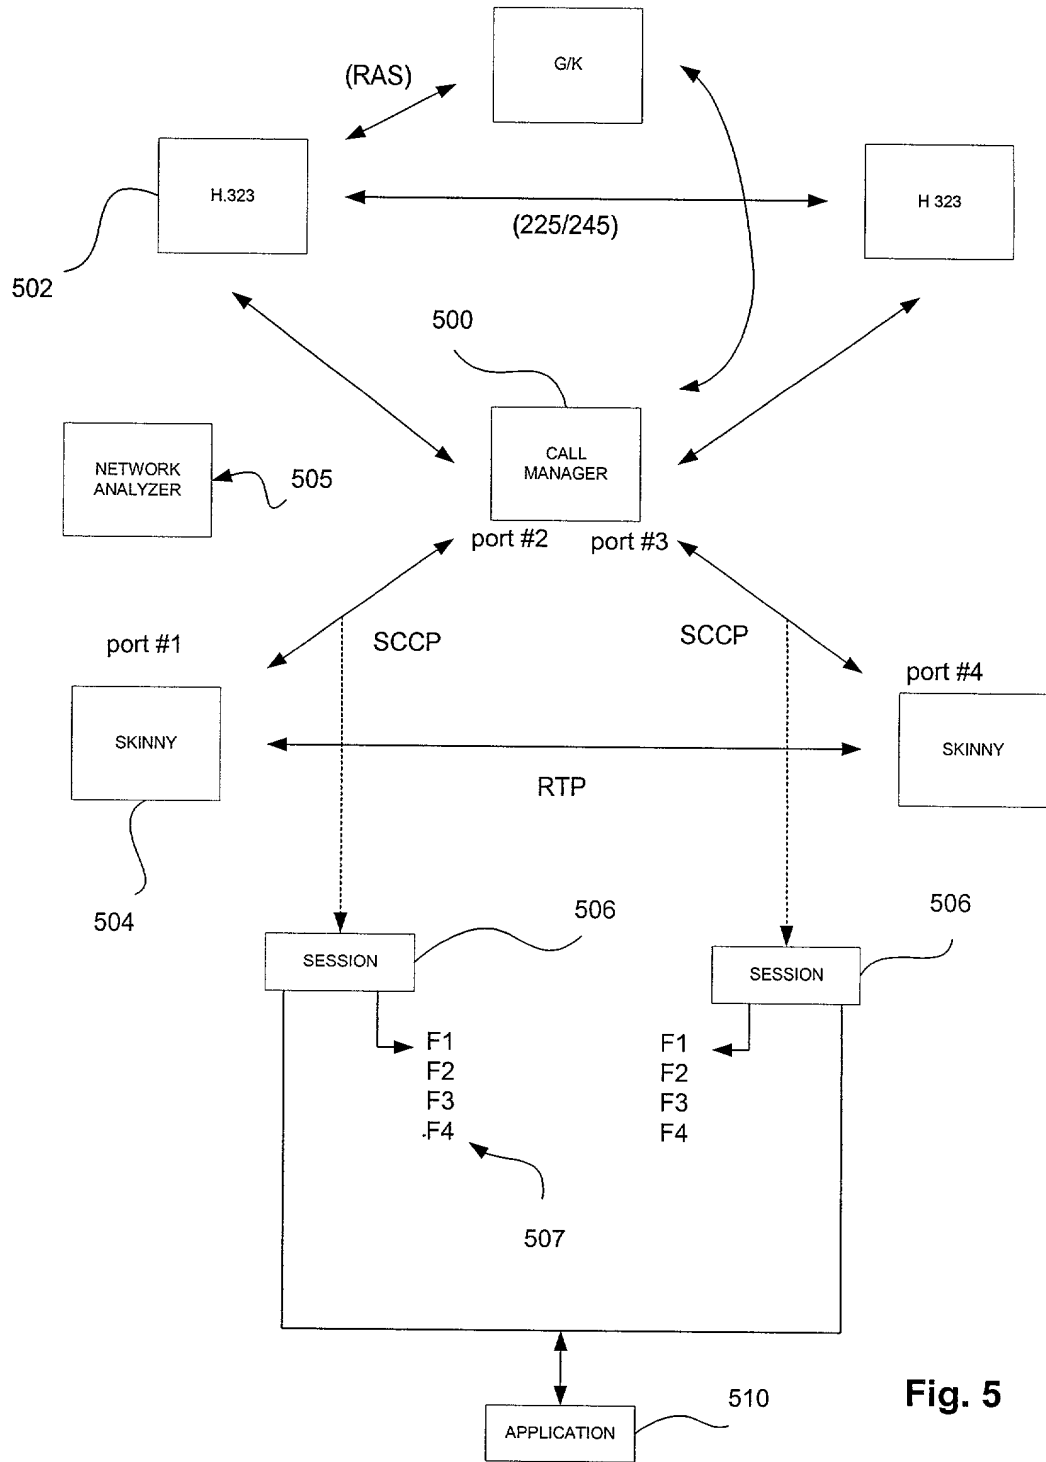 G/K
(RAS)
H.323
H 323
(225/245)
502
500
CALL
MANAGER
NETWORK
ANALYZER
505
port #2
port #3
SCCP
SCCP
port #1
port #4
SKINNY
SKINNY
RTP
504
506
506
SESSION
SESSION
F1
F2
F3
F4
F1
F2
F3
F4
507
Fig. 5
510
APPLICATION